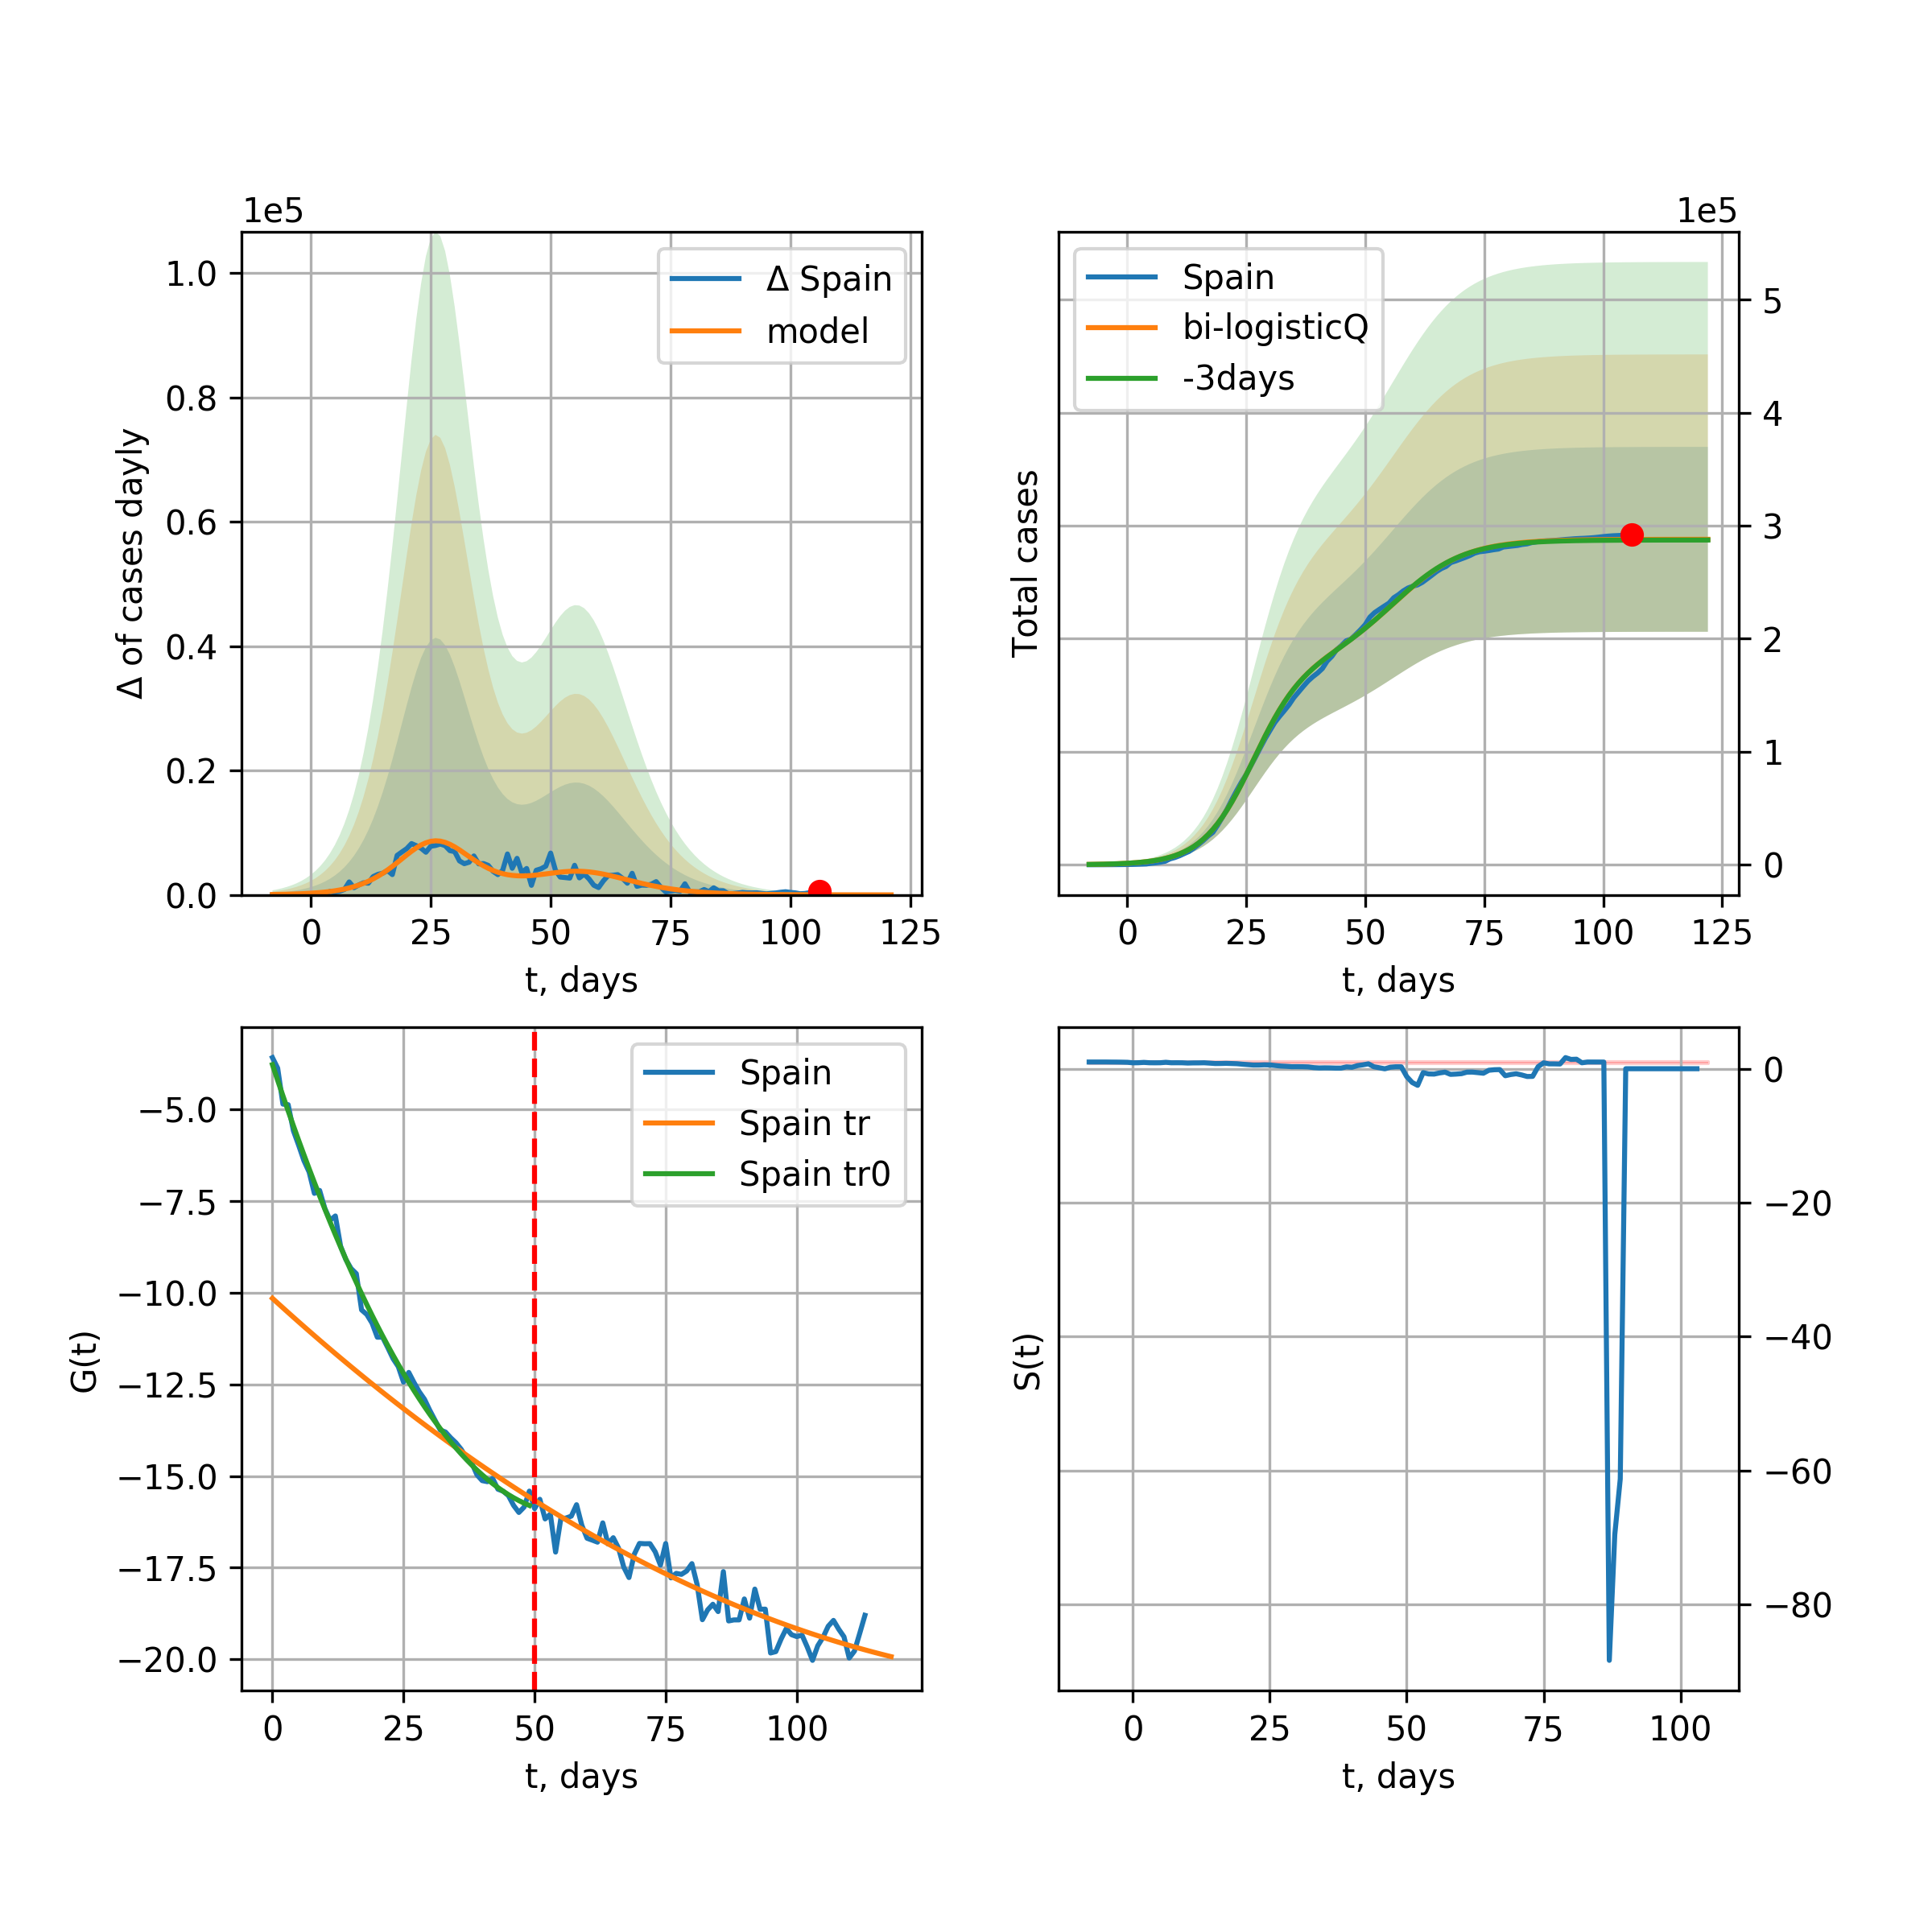 1e5
Δ of cases dayly
1.0
0.8
0.6
0.4
0.2
0.0
0 25 50 75 100 125
t, days
Δ Spain
model
1e5
Total cases
5
4
3
2
1
0
0 25 50 75 100 125
t, days
Spain
bi-logisticQ
-3days
G(t)
−5.0
−7.5
−10.0
−12.5
−15.0
−17.5
−20.0
0 25 50 75 100
t, days
Spain
Spain tr
Spain tr0
S(t)
0
−20
−40
−60
−80
0 25 50 75 100
t, days